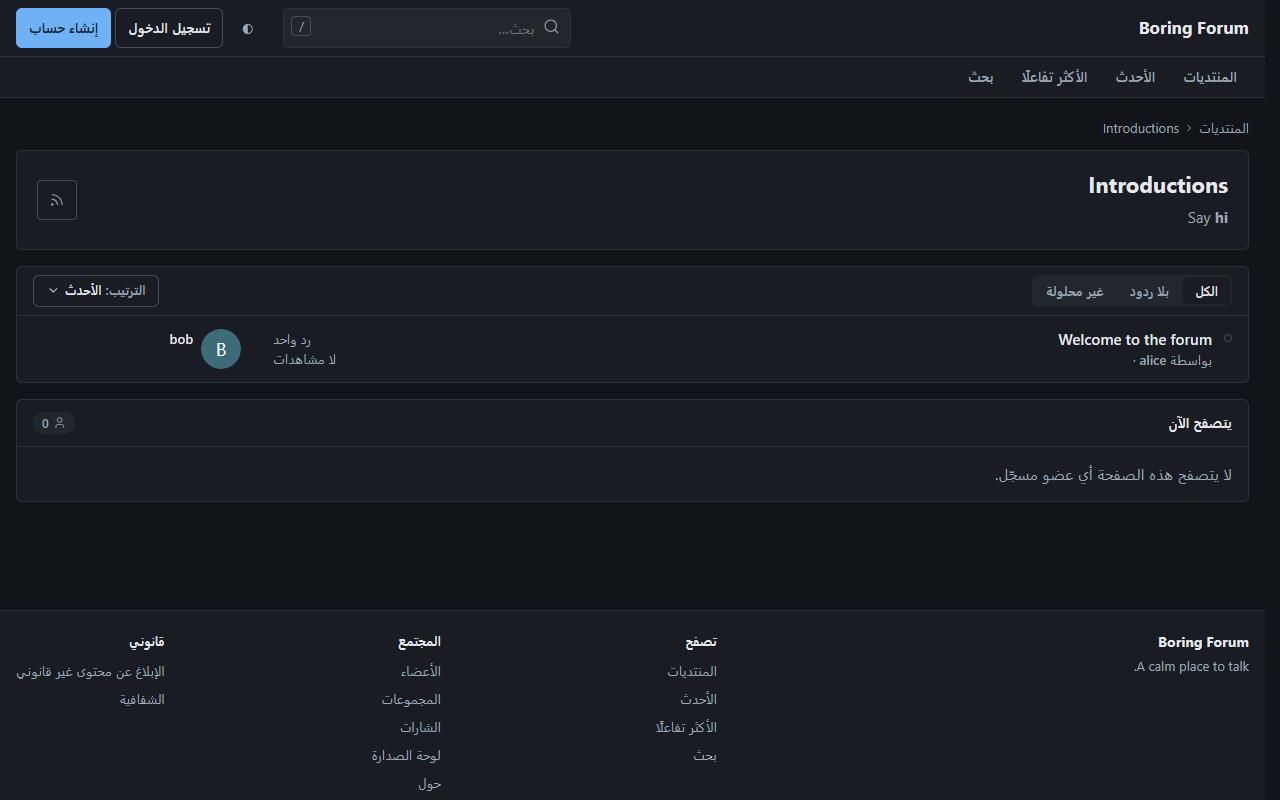 Boring Forum
بحث...
/
تسجيل الدخول
إنشاء حساب
المنتديات
الأحدث
الأكثر تفاعلًا
بحث
المنتديات
Introductions
Introductions
Say hi
الكل
بلا ردود
غير محلولة
الترتيب: الأحدث
Welcome to the forum
بواسطة alice ·
رد واحد
لا مشاهدات
B
bob
يتصفح الآن
0
لا يتصفح هذه الصفحة أي عضو مسجّل.
Boring Forum
A calm place to talk.
تصفح
المنتديات
الأحدث
الأكثر تفاعلًا
بحث
المجتمع
الأعضاء
المجموعات
الشارات
لوحة الصدارة
حول
قانوني
الإبلاغ عن محتوى غير قانوني
الشفافية